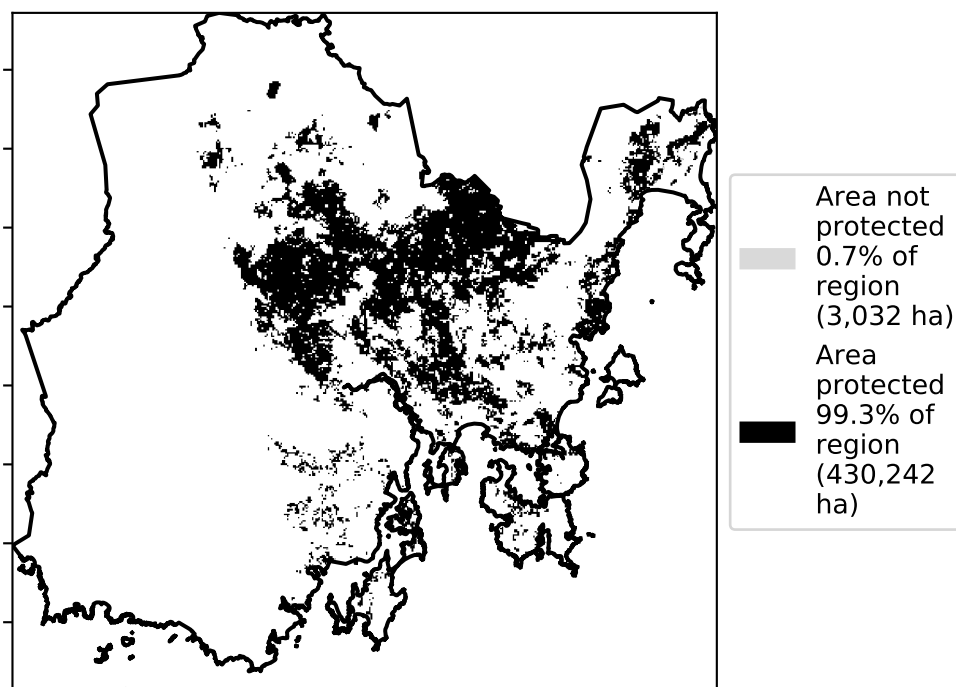 Area not
protected
0.7% of
region
(3,032 ha)
Area
protected
99.3% of
region
(430,242
ha)